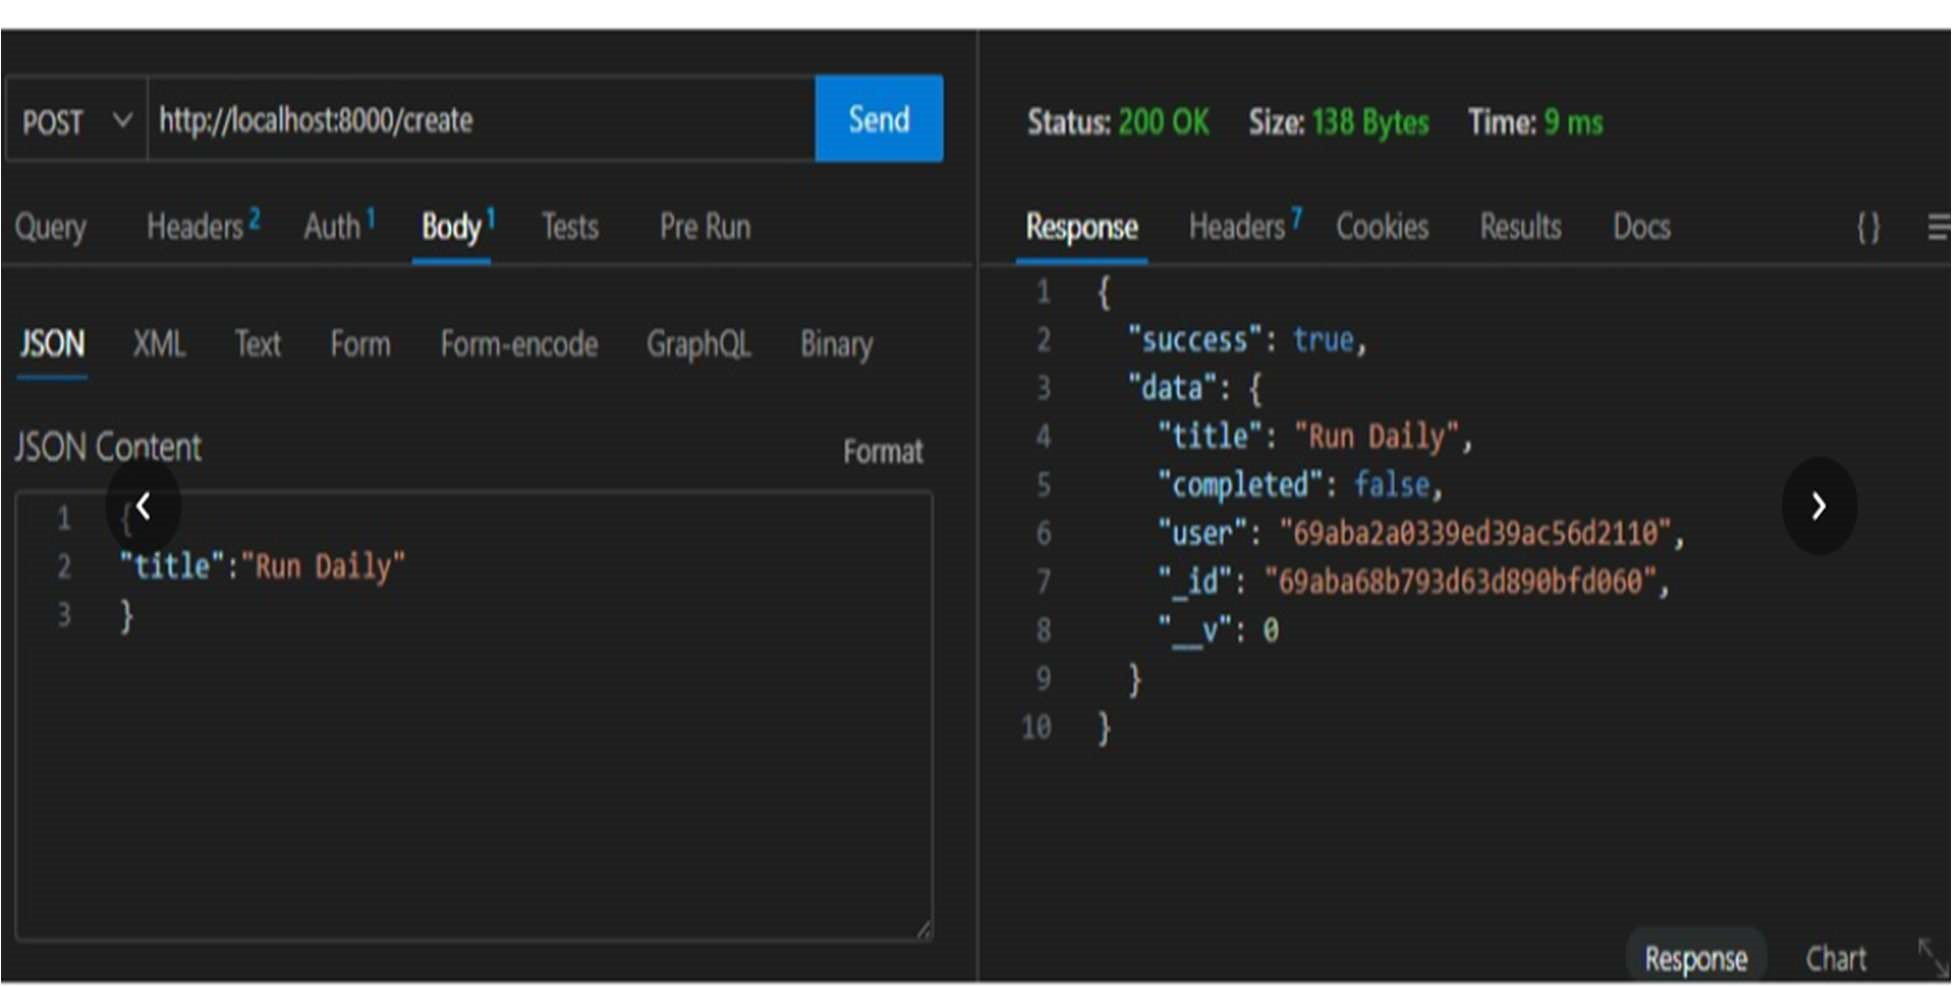 POST http://localhost:8000/create Send
Query Headers 2 Auth 1 Body 1 Tests Pre Run
JSON XML Text Form Form-encode GraphQL Binary
JSON Content Format
1 {
2 "title":"Run Daily"
3 }
Status: 200 OK Size: 138 Bytes Time: 9 ms
Response Headers 7 Cookies Results Docs {}
1 {
2 "success": true,
3 "data": {
4 "title": "Run Daily",
5 "completed": false,
6 "user": "69aba2a0339ed39ac56d2110",
7 "_id": "69aba68b793d63d890bfd060",
8 "__v": 0
9 }
10 }
Response Chart